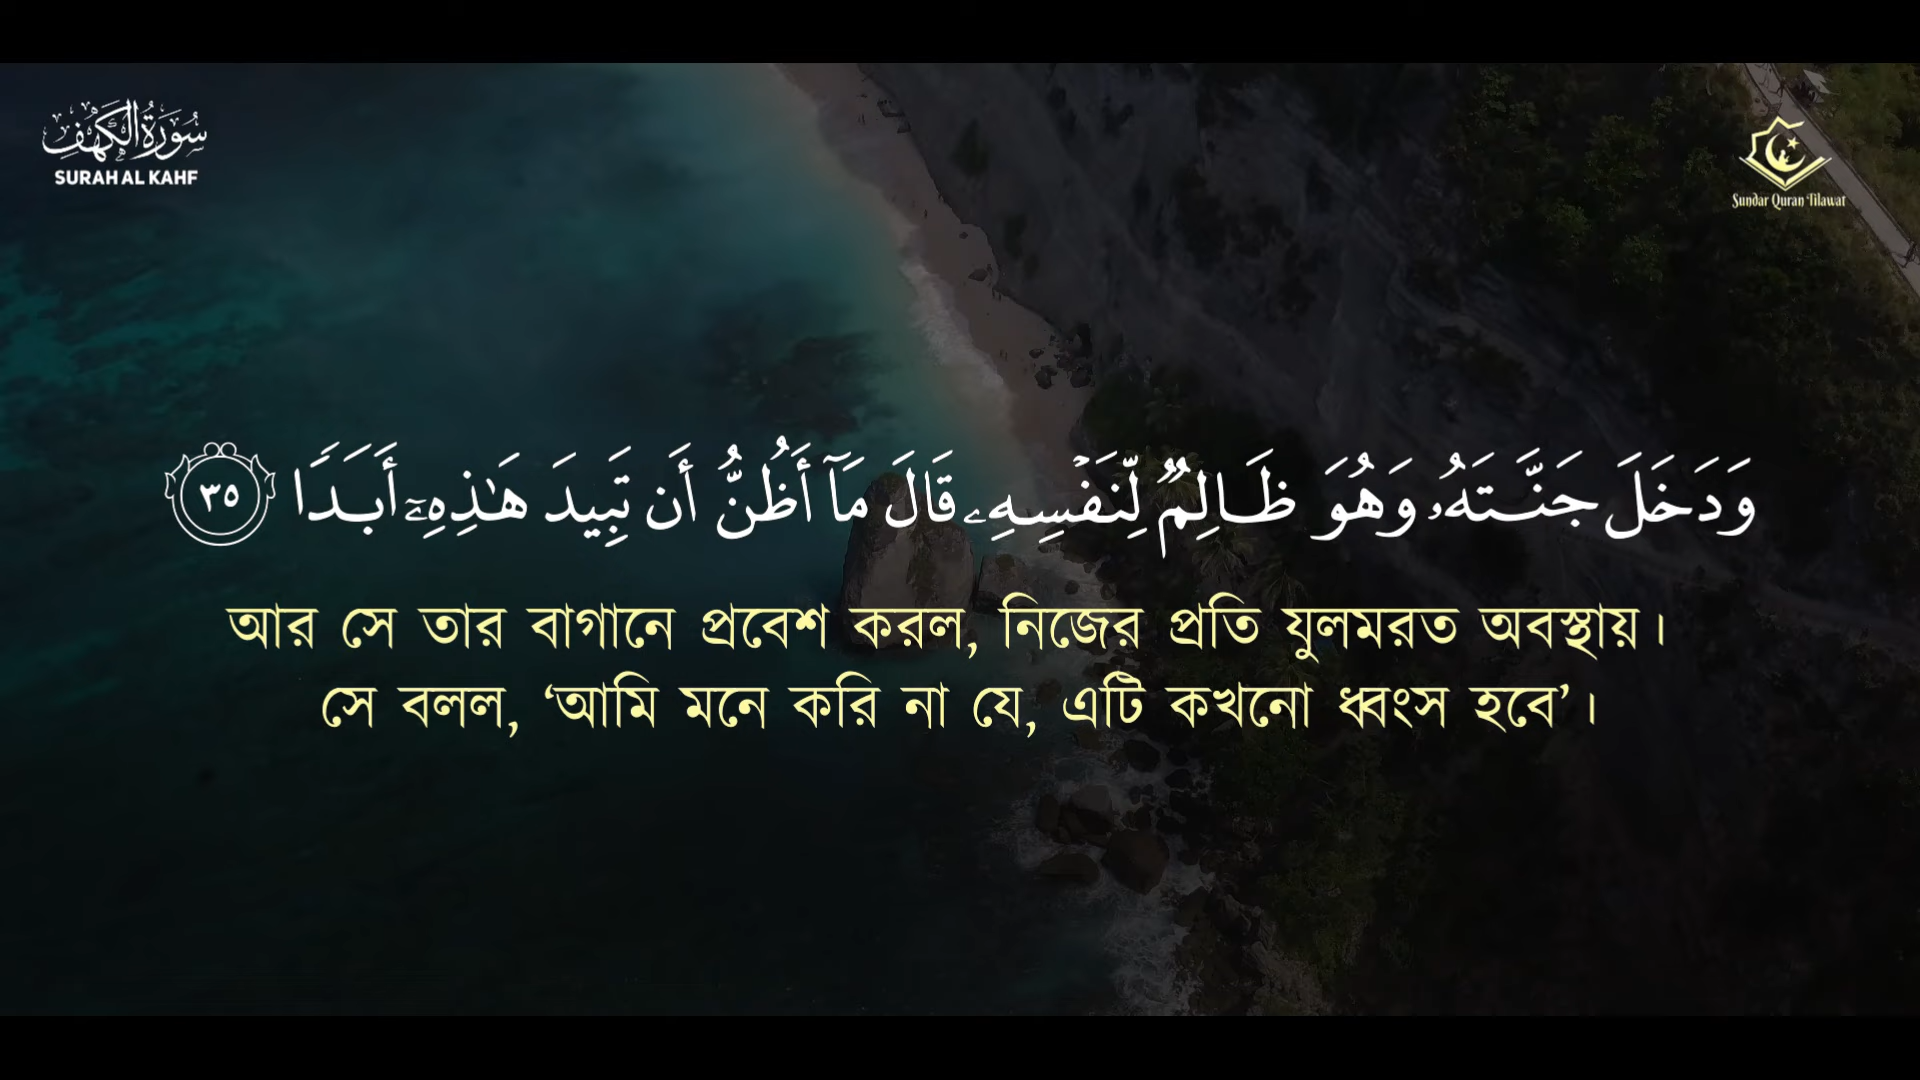 سُورَةُ الكَهْفِ
SURAH AL KAHF
Sundar Quran Tilawat
وَدَخَلَ جَنَّتَهُۥ وَهُوَ ظَالِمٌ لِّنَفْسِهِۦ قَالَ مَآ أَظُنُّ أَن تَبِيدَ هَـٰذِهِۦٓ أَبَدًا ٣٥
আর সে তার বাগানে প্রবেশ করল, নিজের প্রতি যুলমরত অবস্থায়।
সে বলল, ‘আমি মনে করি না যে, এটি কখনো ধ্বংস হবে’।